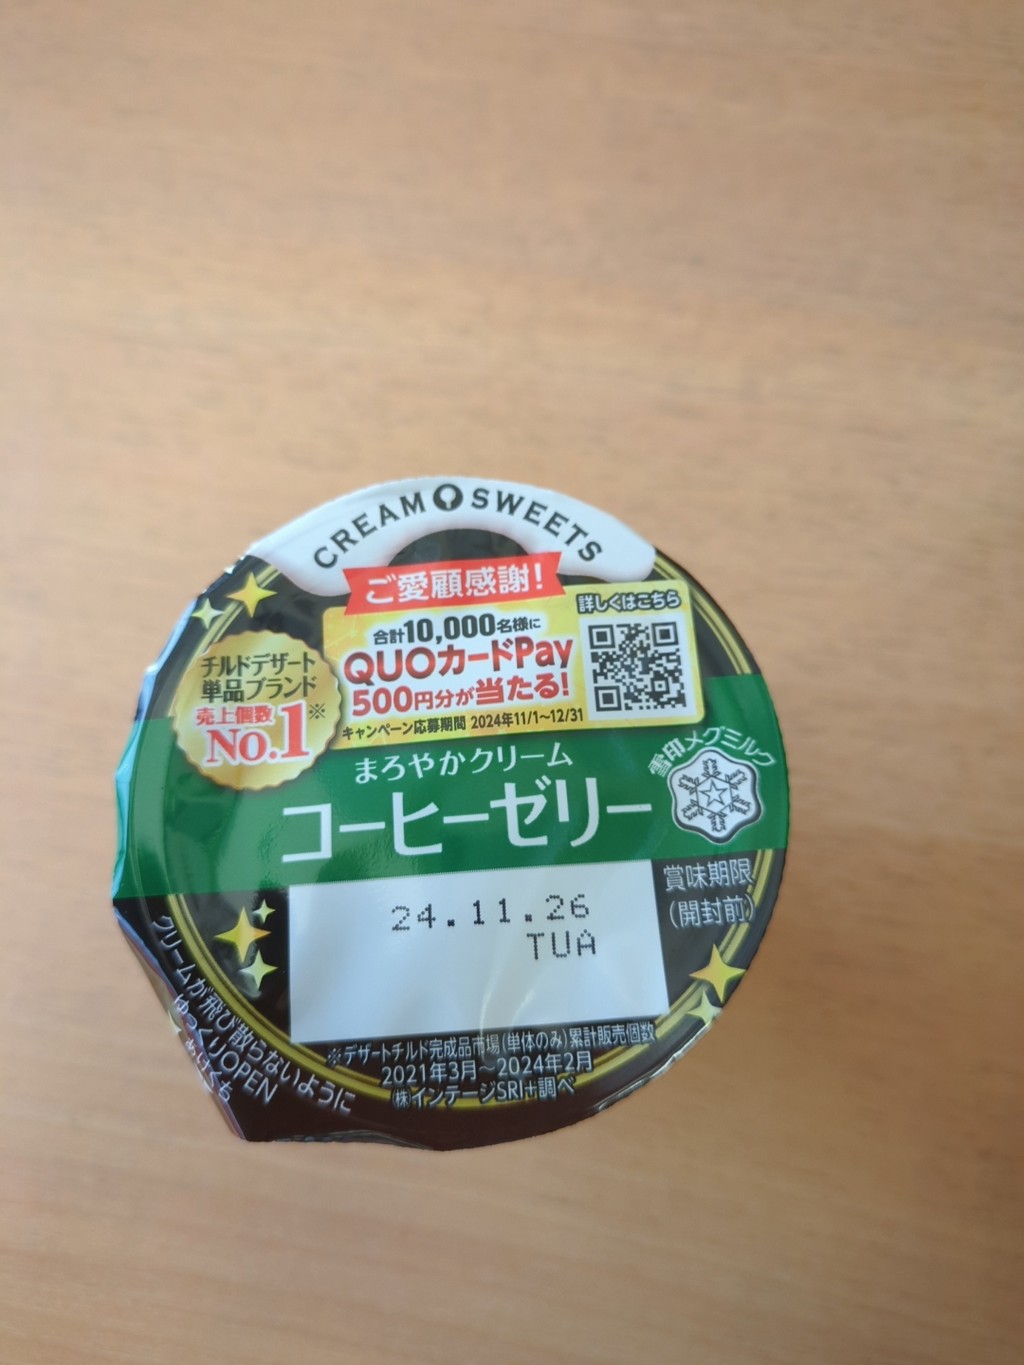 CREAM SWEETS
ご愛顧感謝!
詳しくはこちら
合計10,000名様に
QUOカードPay
500円分が当たる!
キャンペーン応募期間 2024年11/1~12/31
チルドデザート
単品ブランド
売上個数
No.1※
まろやかクリーム
コーヒーゼリー
雪印メグミルク
賞味期限
(開封前)
24.11.26
TUA
※デザートチルド完成品市場(単体のみ)累計販売個数
2021年3月~2024年2月
(株)インテージSRI+調べ
クリームが飛び散らないように
ゆっくりOPEN
あけくち